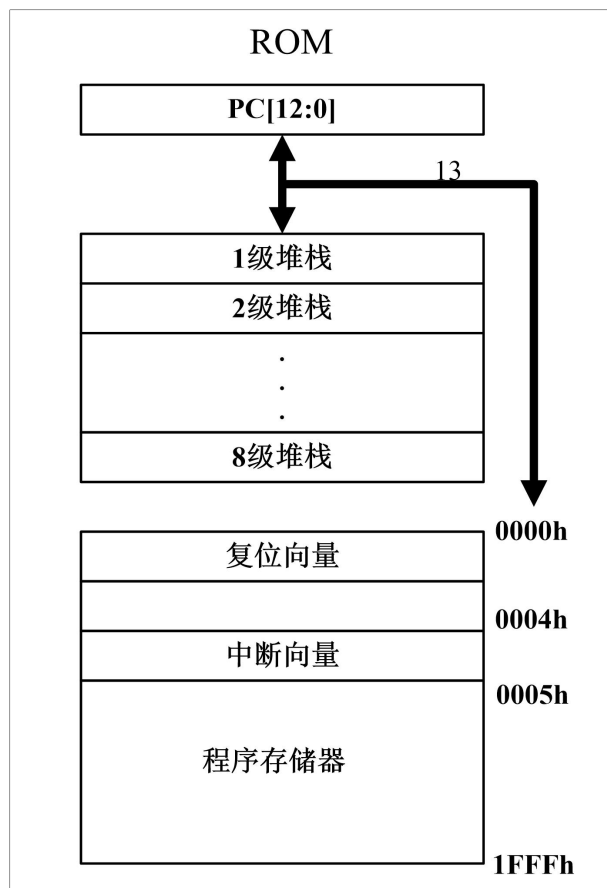 ROM
PC[12:0]
13
1级堆栈
2级堆栈
.
.
.
8级堆栈
0000h
复位向量
0004h
中断向量
0005h
程序存储器
1FFFh